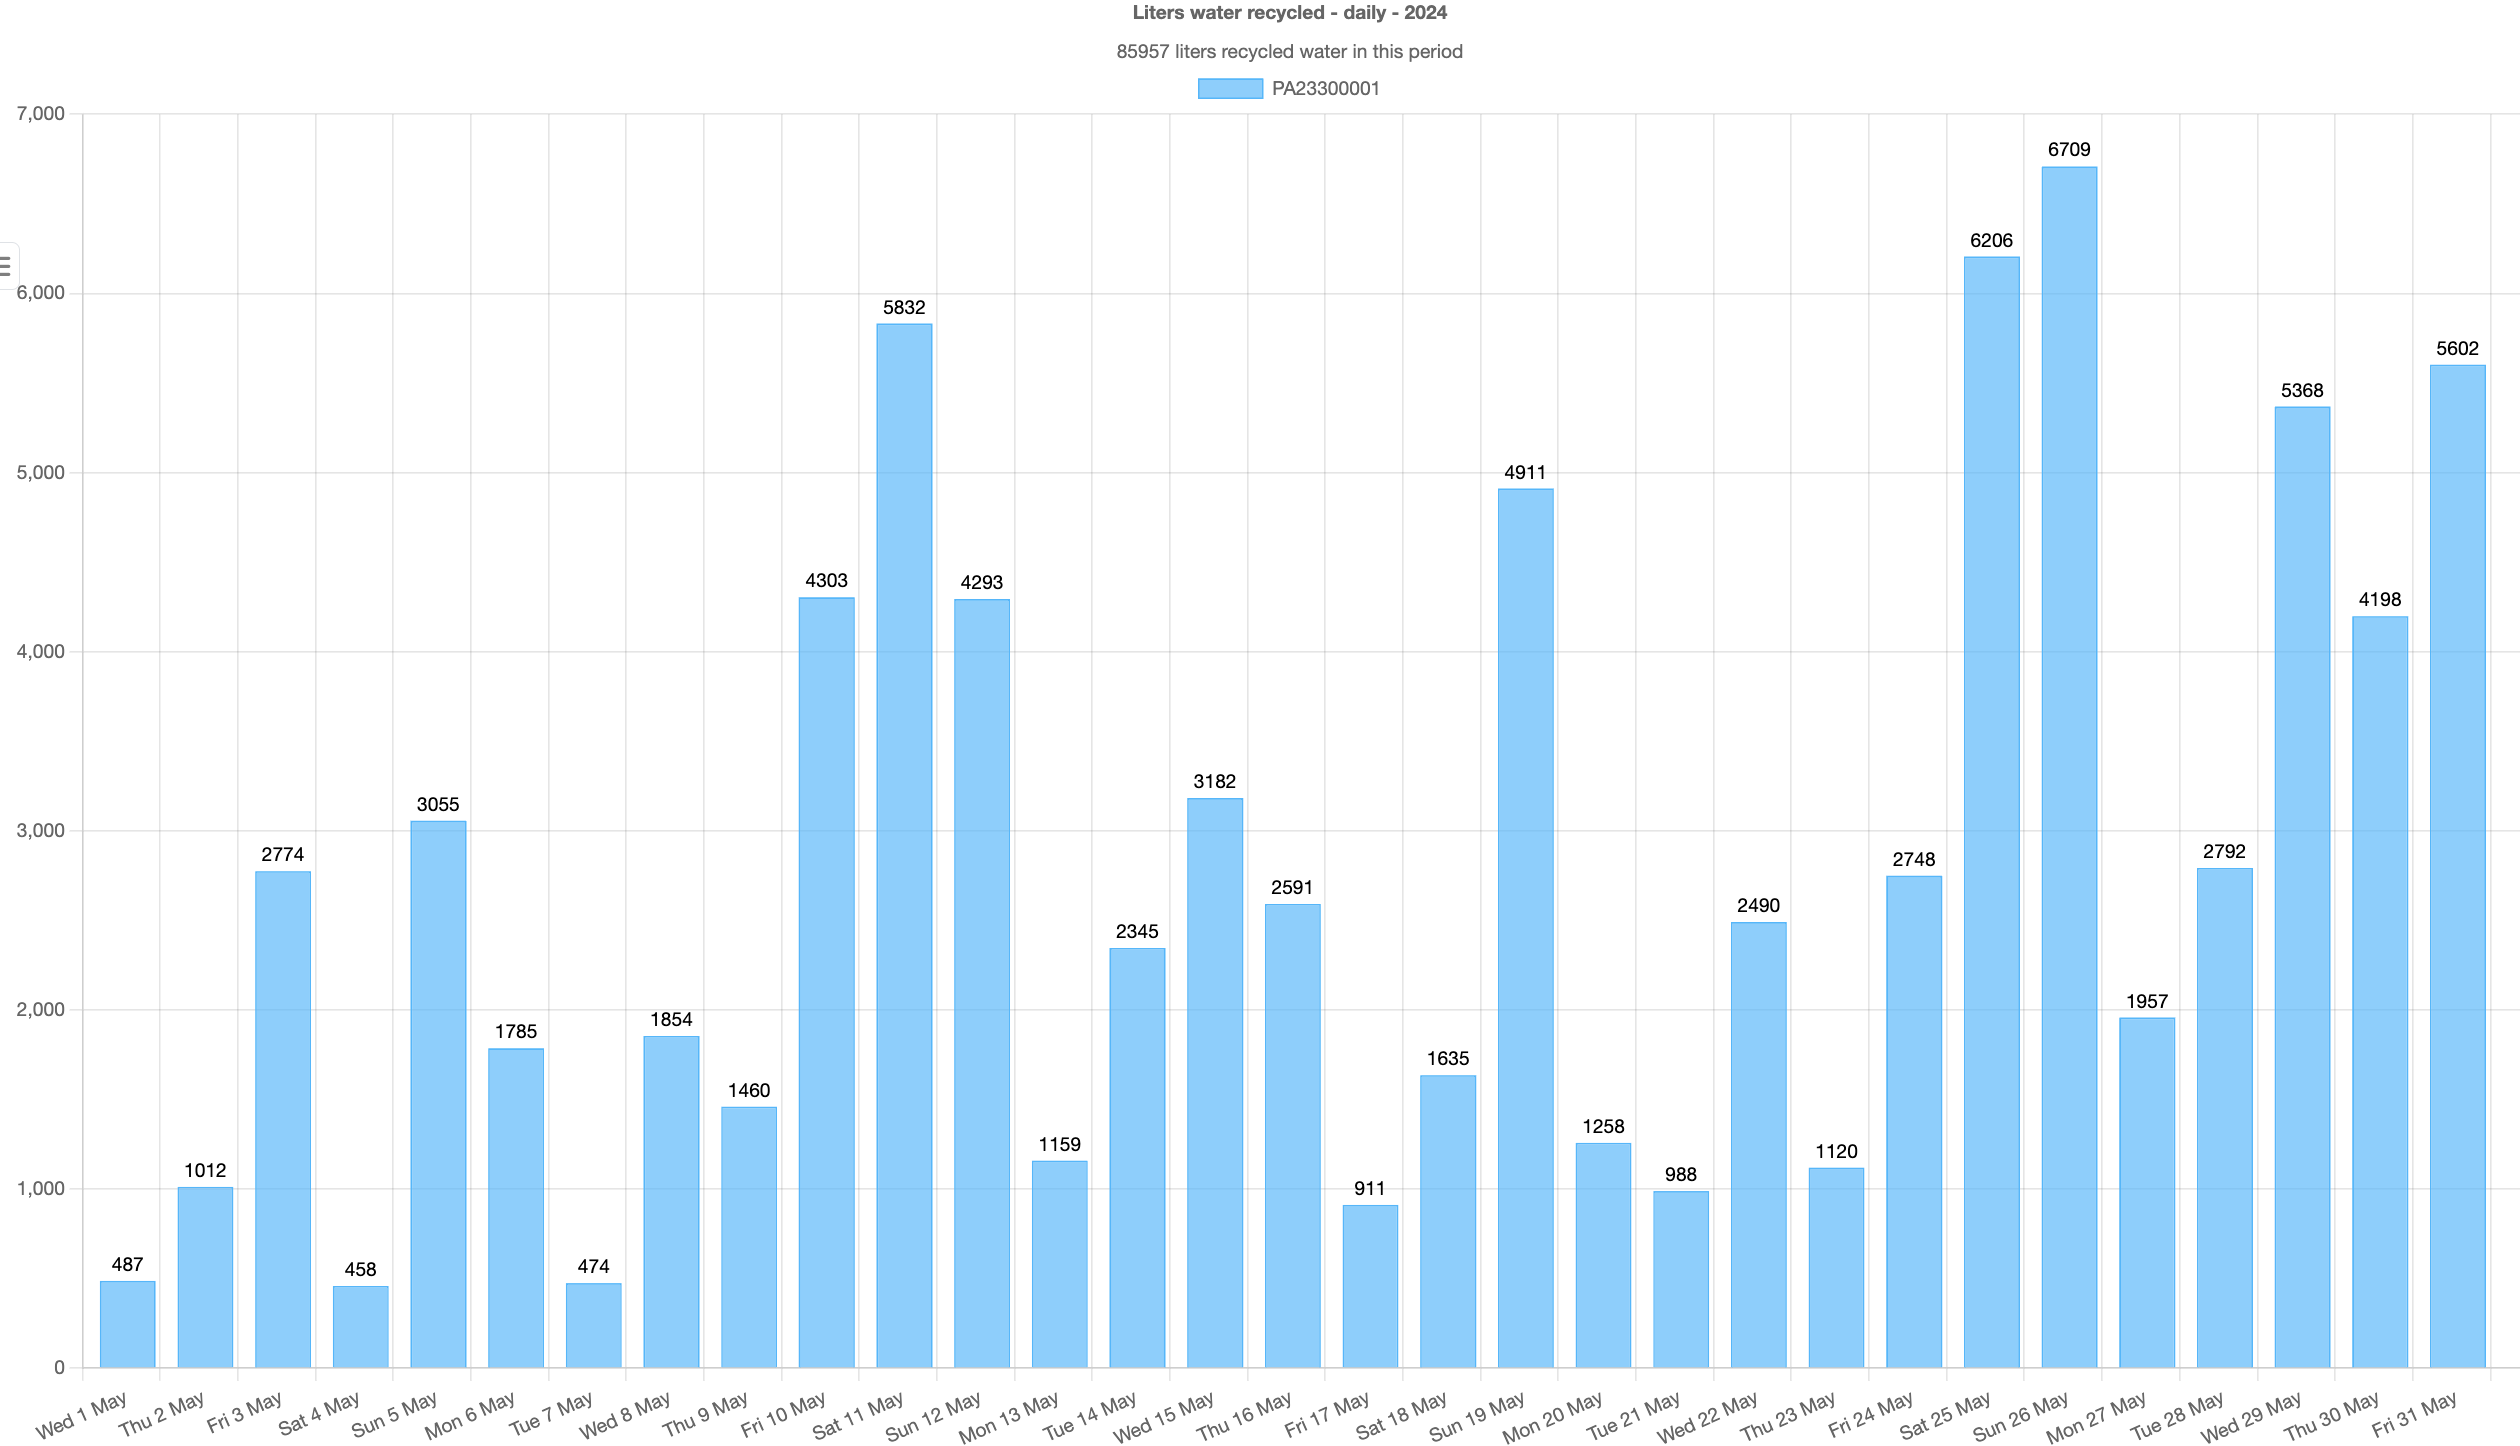 Liters water recycled - daily - 2024
85957 liters recycled water in this period
PA23300001
7,000
6,000
5,000
4,000
3,000
2,000
1,000
0
487
1012
2774
458
3055
1785
474
1854
1460
4303
5832
4293
1159
2345
3182
2591
911
1635
4911
1258
988
2490
1120
2748
6206
6709
1957
2792
5368
4198
5602
Wed 1 May
Thu 2 May
Fri 3 May
Sat 4 May
Sun 5 May
Mon 6 May
Tue 7 May
Wed 8 May
Thu 9 May
Fri 10 May
Sat 11 May
Sun 12 May
Mon 13 May
Tue 14 May
Wed 15 May
Thu 16 May
Fri 17 May
Sat 18 May
Sun 19 May
Mon 20 May
Tue 21 May
Wed 22 May
Thu 23 May
Fri 24 May
Sat 25 May
Sun 26 May
Mon 27 May
Tue 28 May
Wed 29 May
Thu 30 May
Fri 31 May